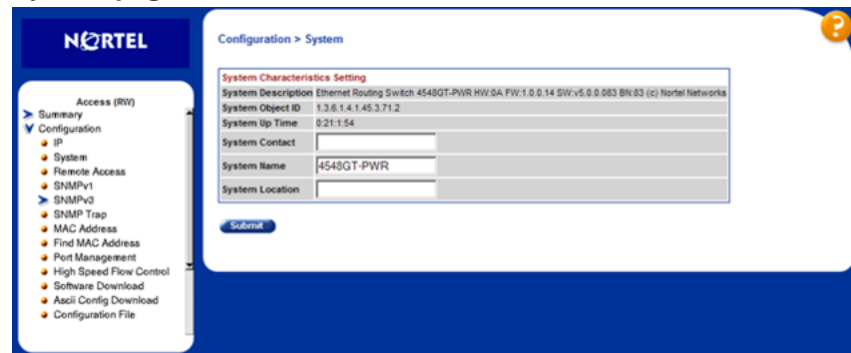 NORTEL
Configuration > System
?
System Characteristics Setting
System Description Ethernet Routing Switch 4548GT-PWR HW:0A FW:1.0.0.14 SW:v5.0.0.083 BN:83 (c) Nortel Networks
System Object ID 1.3.6.1.4.1.45.3.71.2
System Up Time 0:21:1:54
System Contact
System Name 4548GT-PWR
System Location
Submit
Access (RW)
Summary
Configuration
IP
System
Remote Access
SNMPv1
SNMPv3
SNMP Trap
MAC Address
Find MAC Address
Port Management
High Speed Flow Control
Software Download
Ascii Config Download
Configuration File